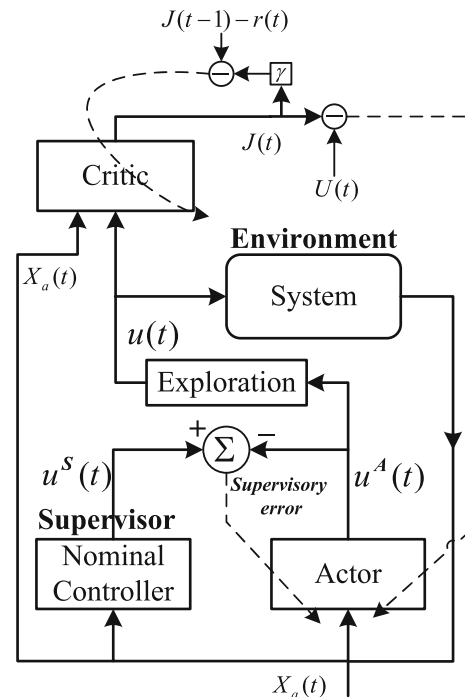 J(t−1)−r(t)
−
γ
−
J(t)
Critic
U(t)
Environment
X_a(t)
System
u(t)
Exploration
+
Σ
−
u^S(t)
Supervisory
error
u^A(t)
Supervisor
Nominal
Controller
Actor
X_a(t)